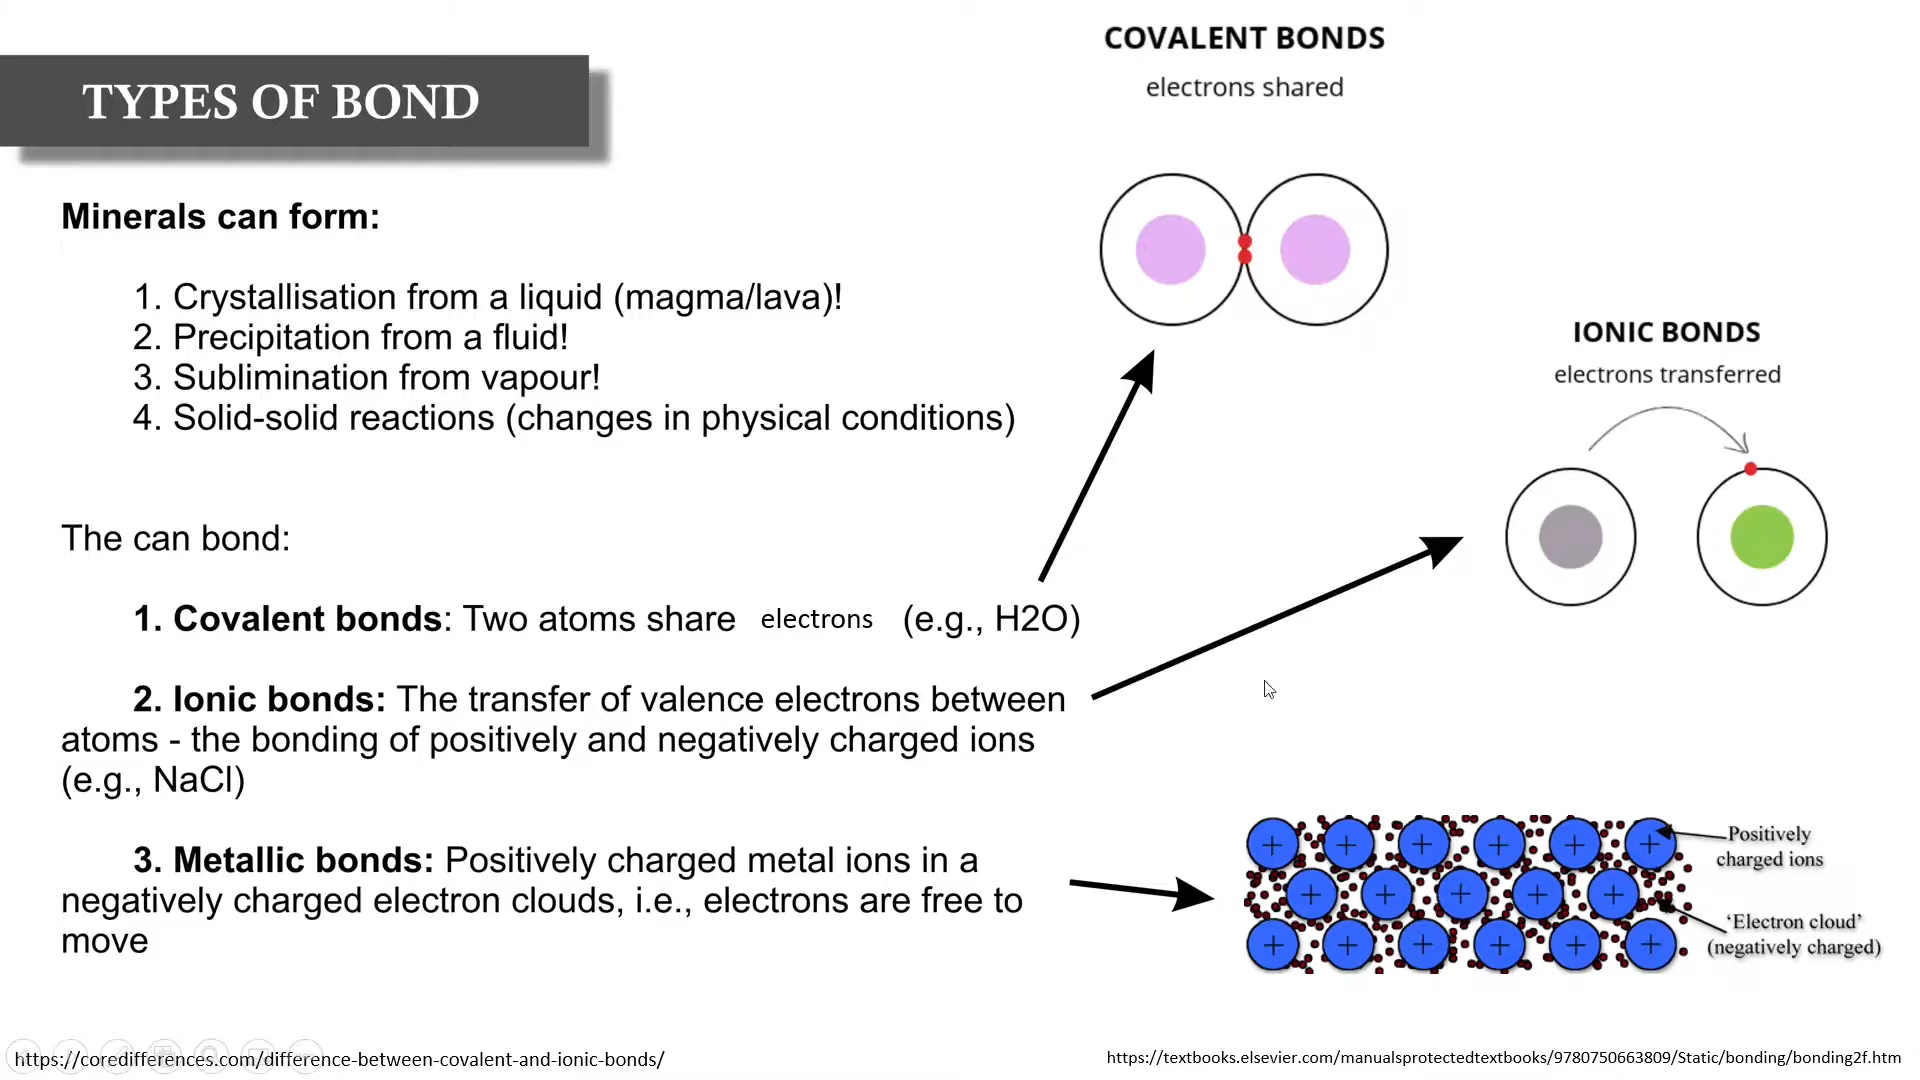 TYPES OF BOND
Minerals can form:
1. Crystallisation from a liquid (magma/lava)!
2. Precipitation from a fluid!
3. Sublimination from vapour!
4. Solid-solid reactions (changes in physical conditions)
The can bond:
1. Covalent bonds: Two atoms share electrons (e.g., H2O)
2. Ionic bonds: The transfer of valence electrons between
atoms - the bonding of positively and negatively charged ions
(e.g., NaCl)
3. Metallic bonds: Positively charged metal ions in a
negatively charged electron clouds, i.e., electrons are free to
move
COVALENT BONDS
electrons shared
IONIC BONDS
electrons transferred
+ + + + + +
+ + + + +
+ + + + + +
Positively
charged ions
‘Electron cloud’
(negatively charged)
https://coredifferences.com/difference-between-covalent-and-ionic-bonds/
https://textbooks.elsevier.com/manualsprotectedtextbooks/9780750663809/Static/bonding/bonding2f.htm